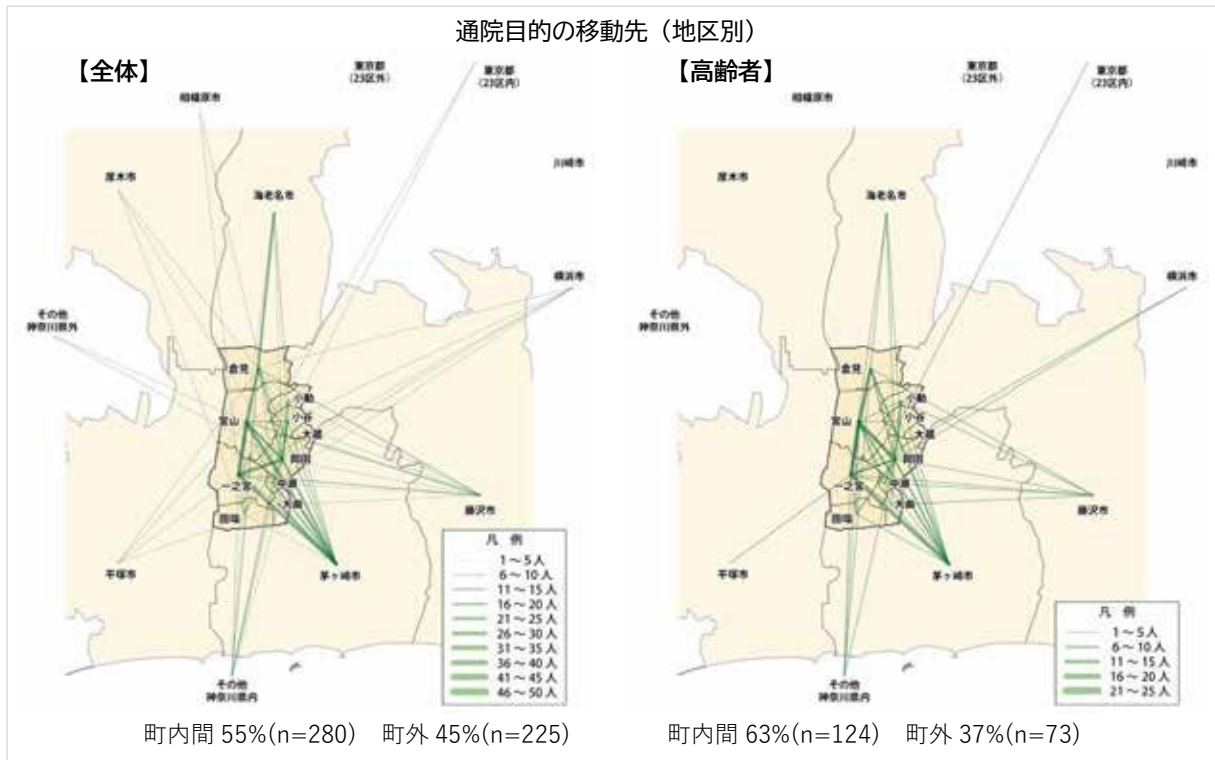 通院目的の移動先（地区別）
【全体】
東京都
(23区外)
東京都
(23区内)
相模原市
川崎市
厚木市
海老名市
横浜市
その他
神奈川県外
倉見
小動
小谷
宮山
大蔵
岡田
一之宮
中瀬
大曲
田端
藤沢市
平塚市
茅ヶ崎市
その他
神奈川県内
凡 例
1～5人
6～10人
11～15人
16～20人
21～25人
26～30人
31～35人
36～40人
41～45人
46～50人
町内間 55%(n=280) 町外 45%(n=225)
【高齢者】
東京都
(23区外)
東京都
(23区内)
相模原市
川崎市
厚木市
海老名市
横浜市
その他
神奈川県外
倉見
小動
小谷
宮山
大蔵
岡田
一之宮
中瀬
大曲
田端
藤沢市
平塚市
茅ヶ崎市
その他
神奈川県内
凡 例
1～5人
6～10人
11～15人
16～20人
21～25人
町内間 63%(n=124) 町外 37%(n=73)